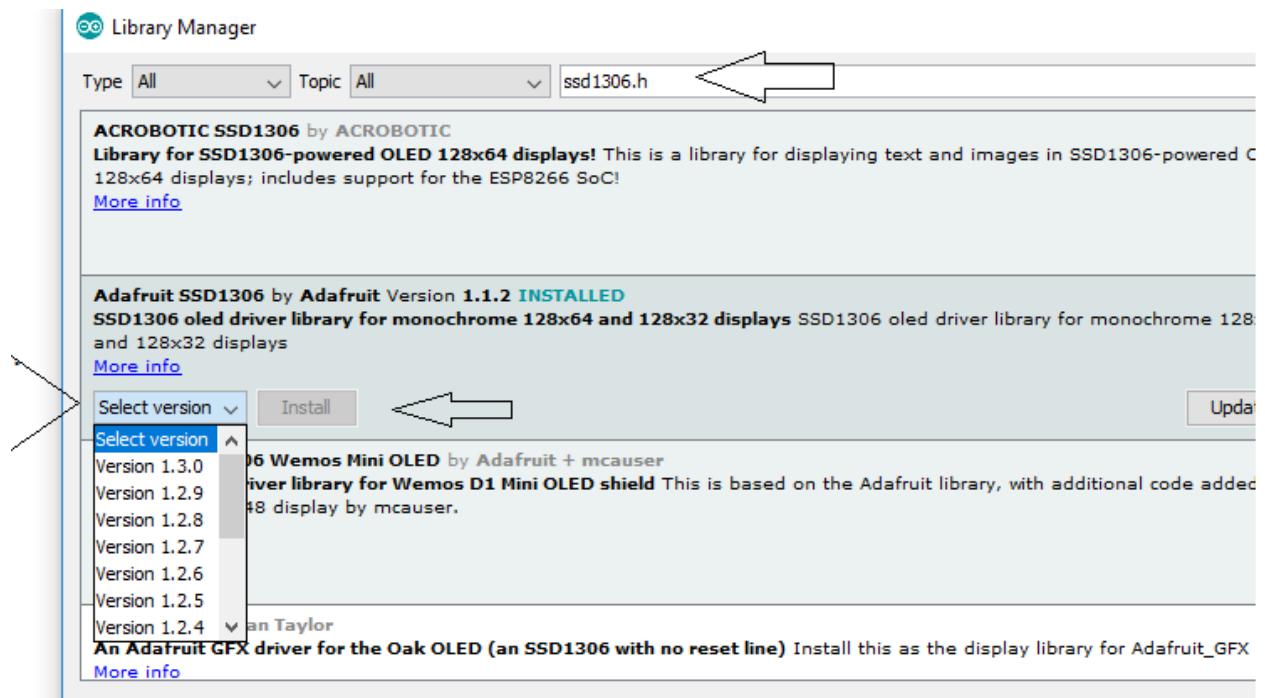 Library Manager
Type All Topic All ssd1306.h
ACROBOTIC SSD1306 by ACROBOTIC
Library for SSD1306-powered OLED 128x64 displays! This is a library for displaying text and images in SSD1306-powered
128x64 displays; includes support for the ESP8266 SoC!
More info
Adafruit SSD1306 by Adafruit Version 1.1.2 INSTALLED
SSD1306 oled driver library for monochrome 128x64 and 128x32 displays SSD1306 oled driver library for monochrome 128
and 128x32 displays
More info
Select version Install Upda
Select version
Version 1.3.0
06 Wemos Mini OLED by Adafruit + mcauser
Version 1.2.9
river library for Wemos D1 Mini OLED shield This is based on the Adafruit library, with additional code added
Version 1.2.8
48 display by mcauser.
Version 1.2.7
Version 1.2.6
Version 1.2.5
Version 1.2.4
an Taylor
An Adafruit GFX driver for the Oak OLED (an SSD1306 with no reset line) Install this as the display library for Adafruit_GFX
More info